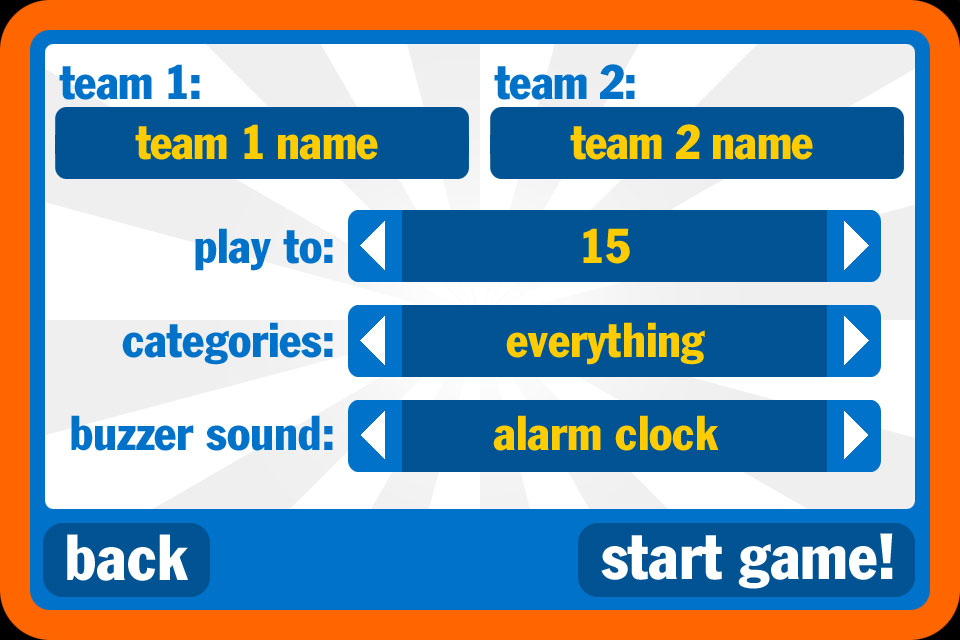 team 1:
team 2:
team 1 name
team 2 name
play to:
15
categories:
everything
buzzer sound:
alarm clock
back
start game!